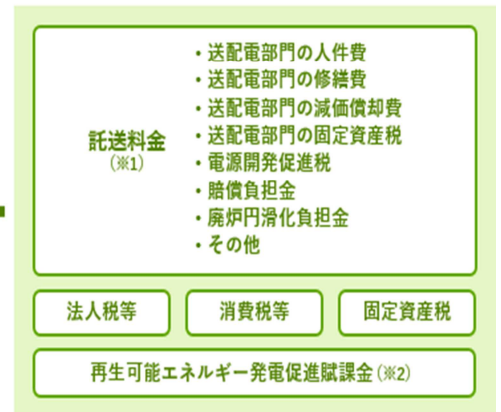 託送料金
(※1)
・送配電部門の人件費
・送配電部門の修繕費
・送配電部門の減価償却費
・送配電部門の固定資産税
・電源開発促進税
・賠償負担金
・廃炉円滑化負担金
・その他
法人税等
消費税等
固定資産税
再生可能エネルギー発電促進賦課金(※2)